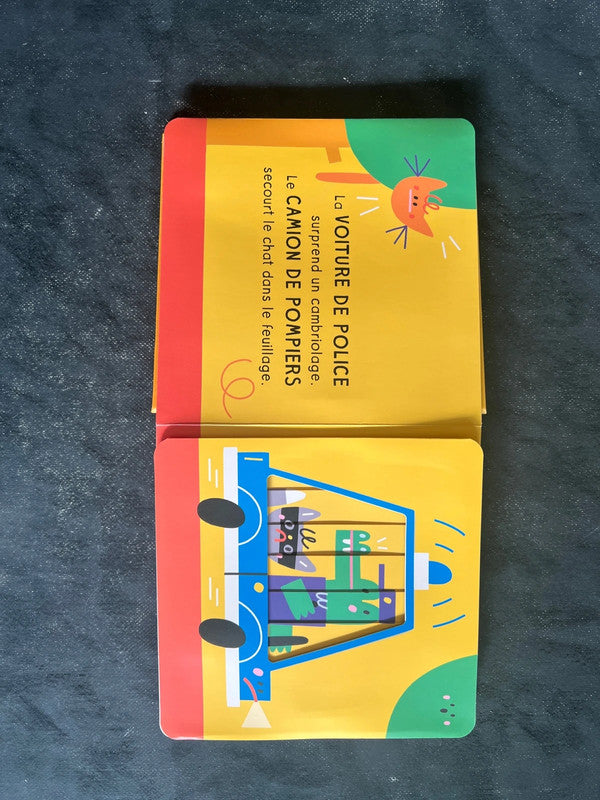 La VOITURE DE POLICE
surprend un cambriolage.
Le CAMION DE POMPIERS
secourt le chat dans le feuillage.